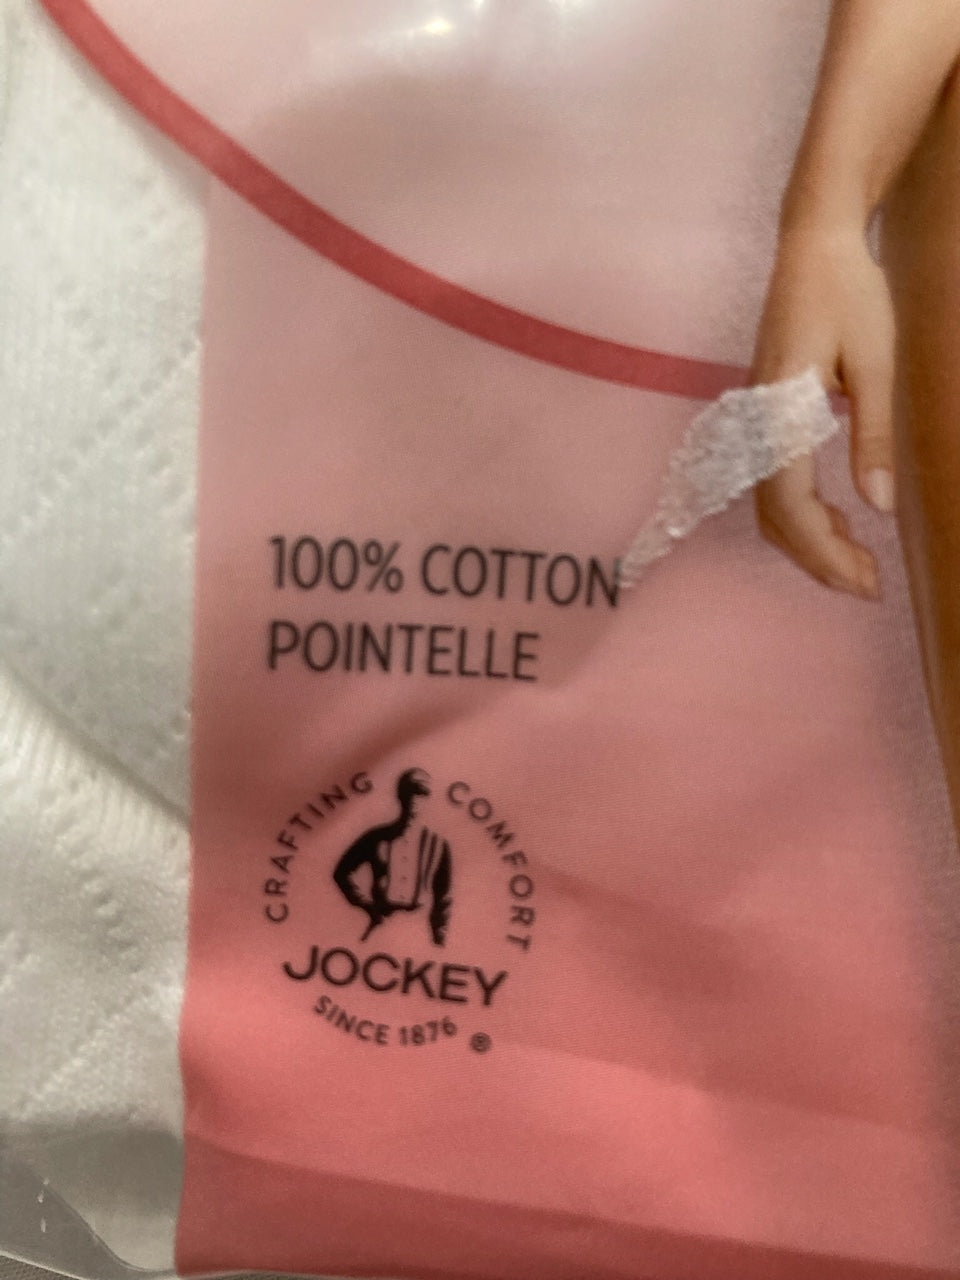 100% COTTON
POINTELLE
CRAFTING COMFORT
JOCKEY
SINCE 1876 ®